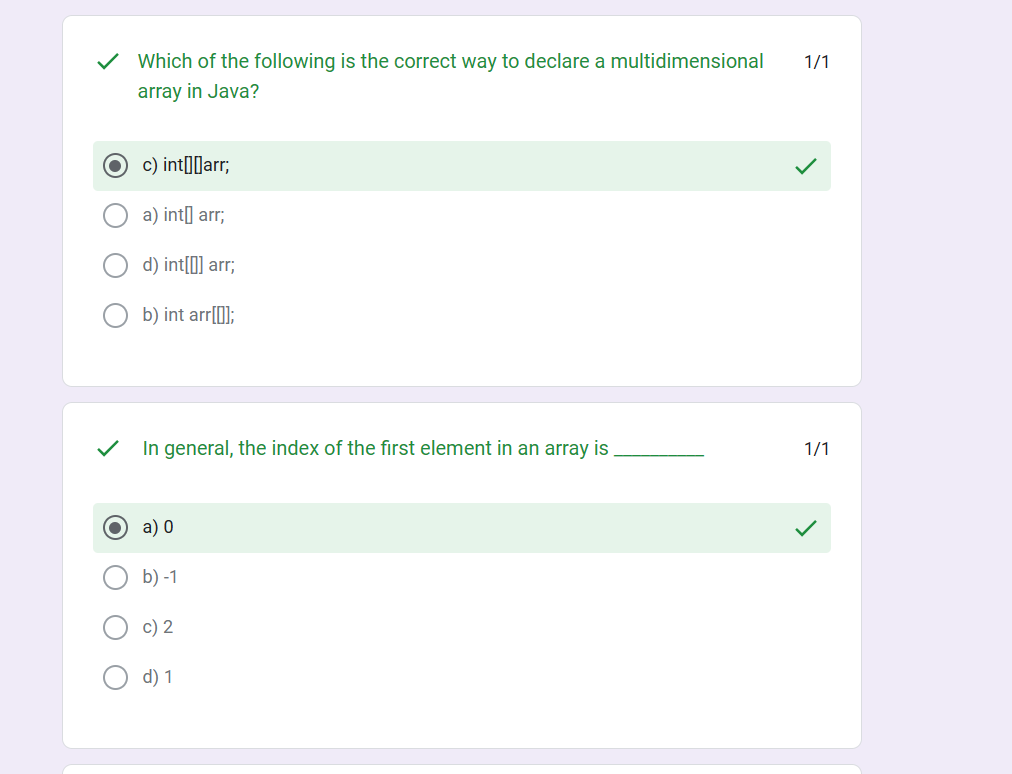 Which of the following is the correct way to declare a multidimensional
1/1
array in Java?
c) int[][]arr;
a) int[] arr;
d) int[[]] arr;
b) int arr[[]];
In general, the index of the first element in an array is __________
1/1
a) 0
b) -1
c) 2
d) 1